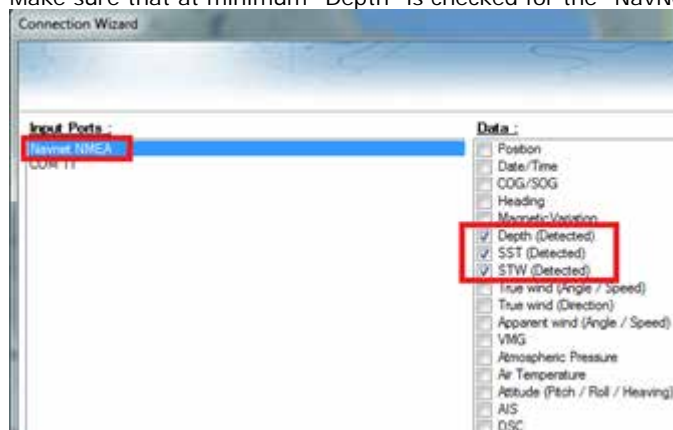 Make sure that at minimum "Depth" is checked for the "NavN
Connection Wizard
Input Ports :
Navnet NMEA
COM 11
Data :
Position
Date/Time
COG/SOG
Heading
Magnetic Variation
Depth (Detected)
SST (Detected)
STW (Detected)
True wind (Angle / Speed)
True wind (Direction)
Apparent wind (Angle / Speed)
VMG
Atmospheric Pressure
Air Temperature
Attitude (Pitch / Roll / Heaving)
AIS
DSC